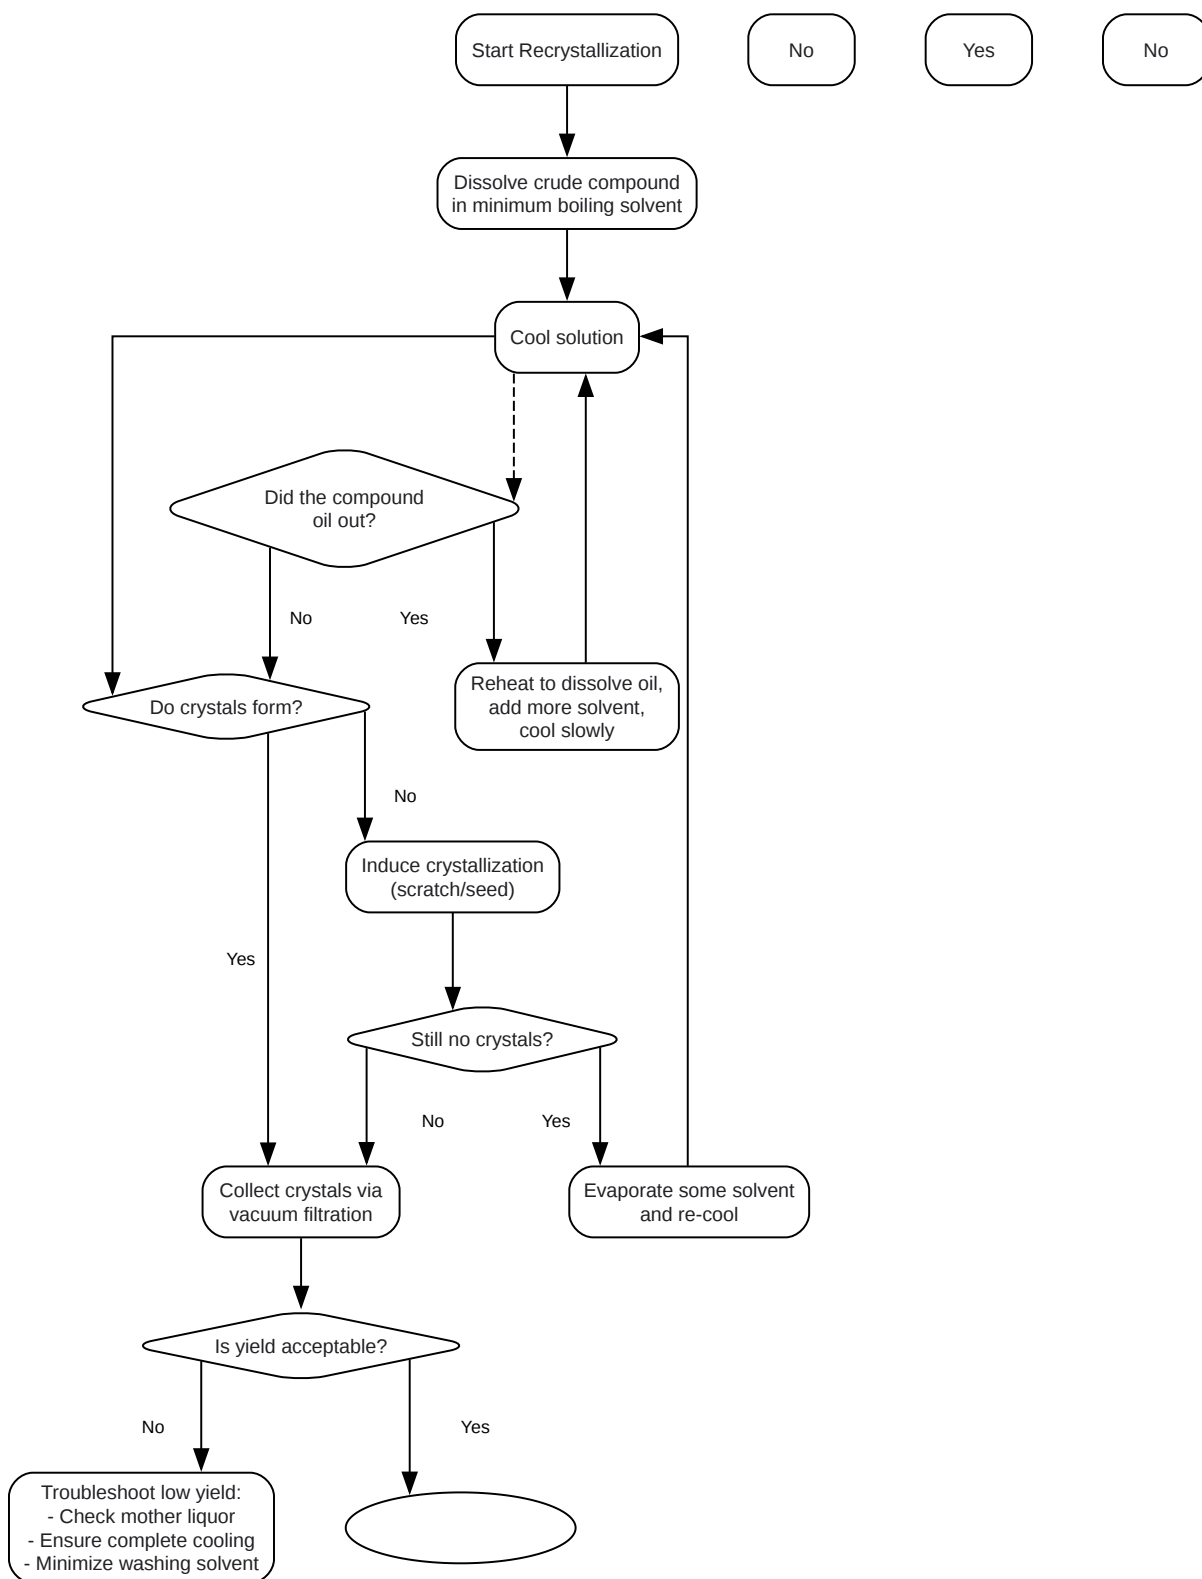 Start Recrystallization
No
Yes
No
Dissolve crude compound
in minimum boiling solvent
Cool solution
Did the compound
oil out?
No
Yes
Reheat to dissolve oil,
add more solvent,
cool slowly
Do crystals form?
No
Induce crystallization
(scratch/seed)
Yes
Still no crystals?
No
Yes
Collect crystals via
vacuum filtration
Evaporate some solvent
and re-cool
Is yield acceptable?
No
Yes
Troubleshoot low yield:
- Check mother liquor
- Ensure complete cooling
- Minimize washing solvent